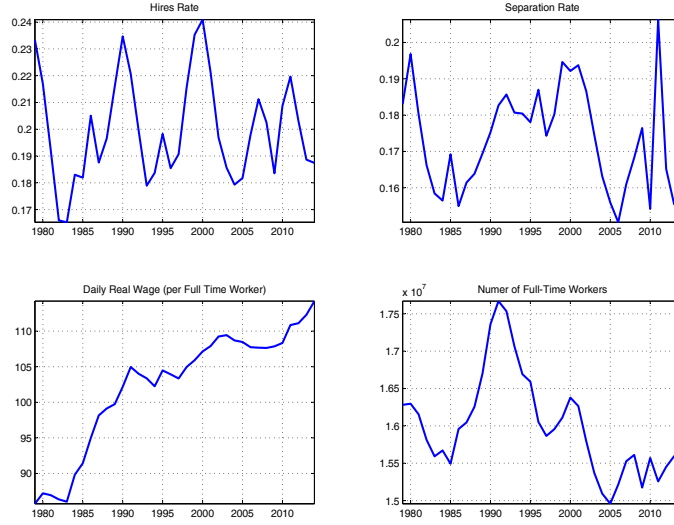 Hires Rate
0.24
0.23
0.22
0.21
0.2
0.19
0.18
0.17
1980 1985 1990 1995 2000 2005 2010
Separation Rate
0.2
0.19
0.18
0.17
0.16
1980 1985 1990 1995 2000 2005 2010
Daily Real Wage (per Full Time Worker)
110
105
100
95
90
1980 1985 1990 1995 2000 2005 2010
Numer of Full-Time Workers
x 10^7
1.75
1.7
1.65
1.6
1.55
1.5
1980 1985 1990 1995 2000 2005 2010